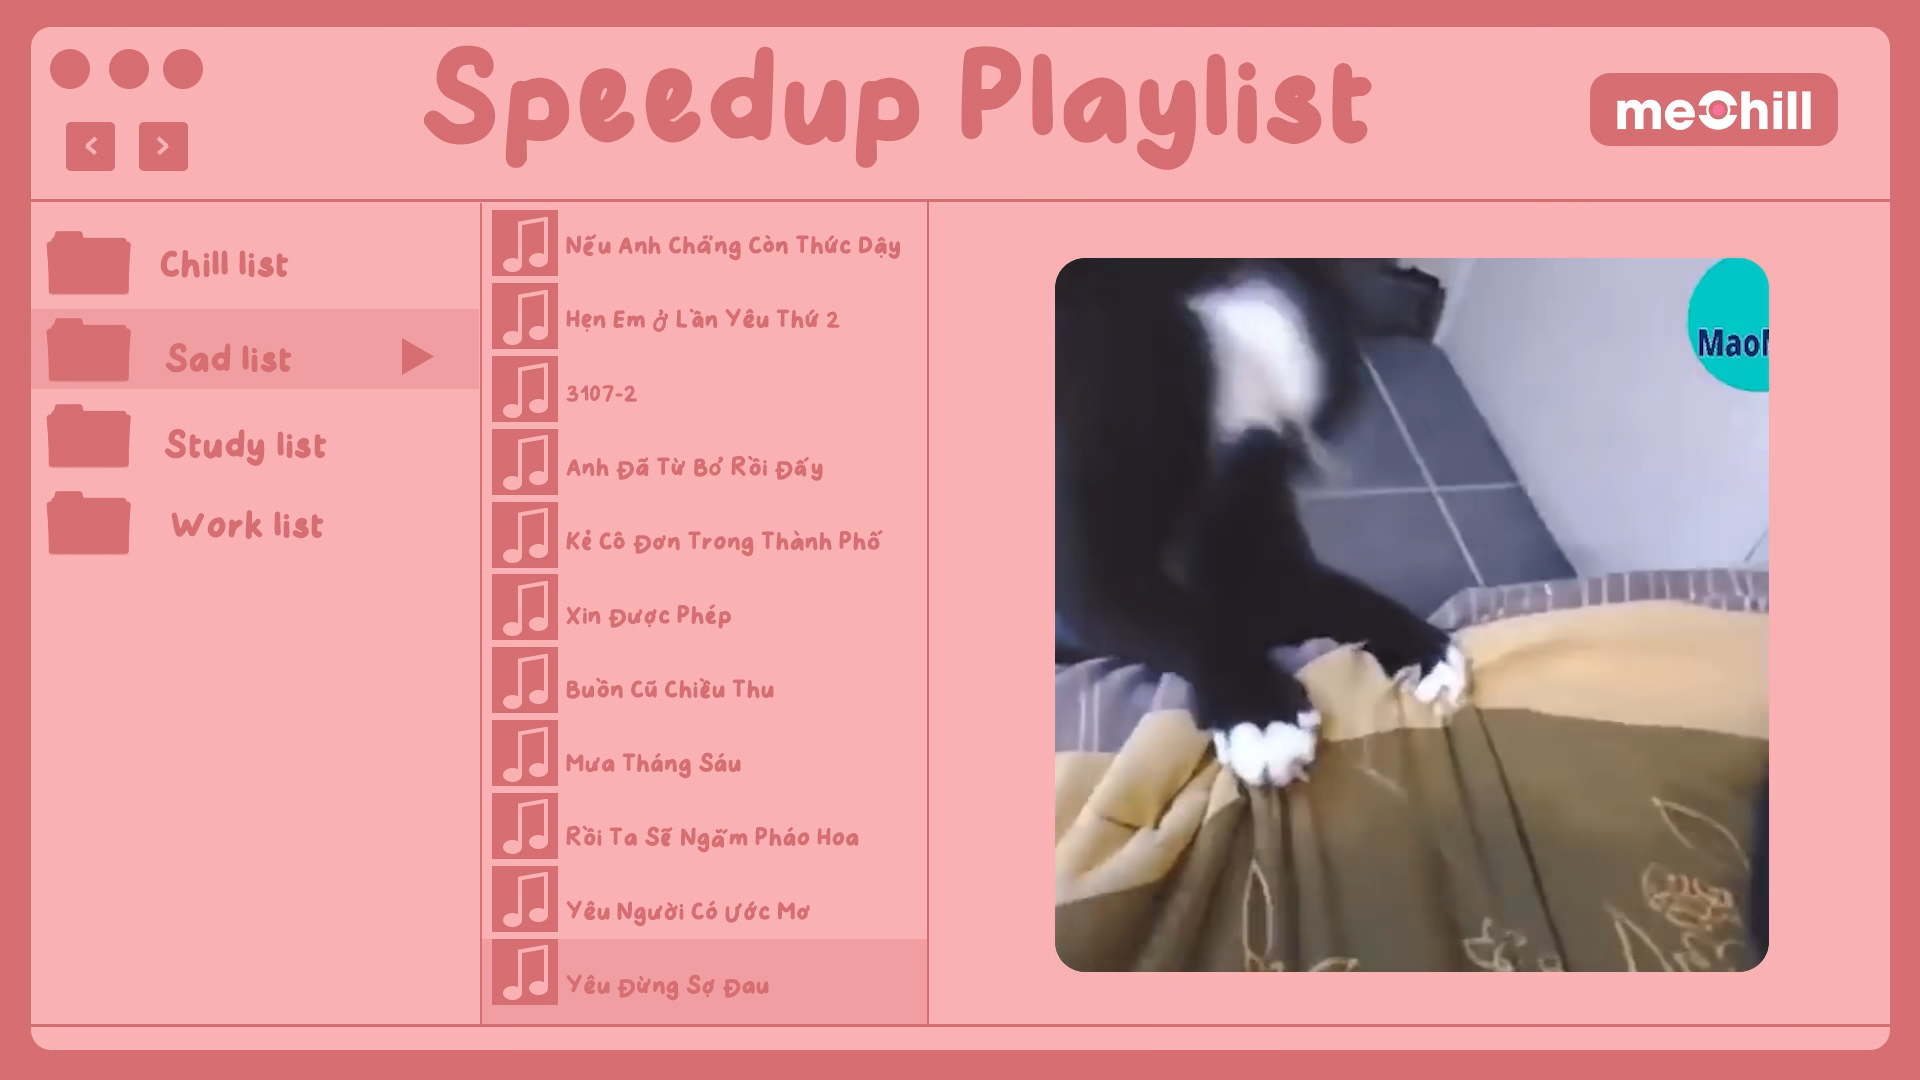 Speedup Playlist
mechill
Chill list
Sad list
Study list
Work list
Nếu Anh Chẳng Còn Thức Dậy
Hẹn Em ở Lần Yêu Thứ 2
3107-2
Anh Đã Từ Bỏ Rồi Đấy
Kẻ Cô Đơn Trong Thành Phố
Xin Được Phép
Buồn Cũ Chiều Thu
Mưa Tháng Sáu
Rồi Ta Sẽ Ngắm Pháo Hoa
Yêu Người Có Ước Mơ
Yêu Đừng Sợ Đau